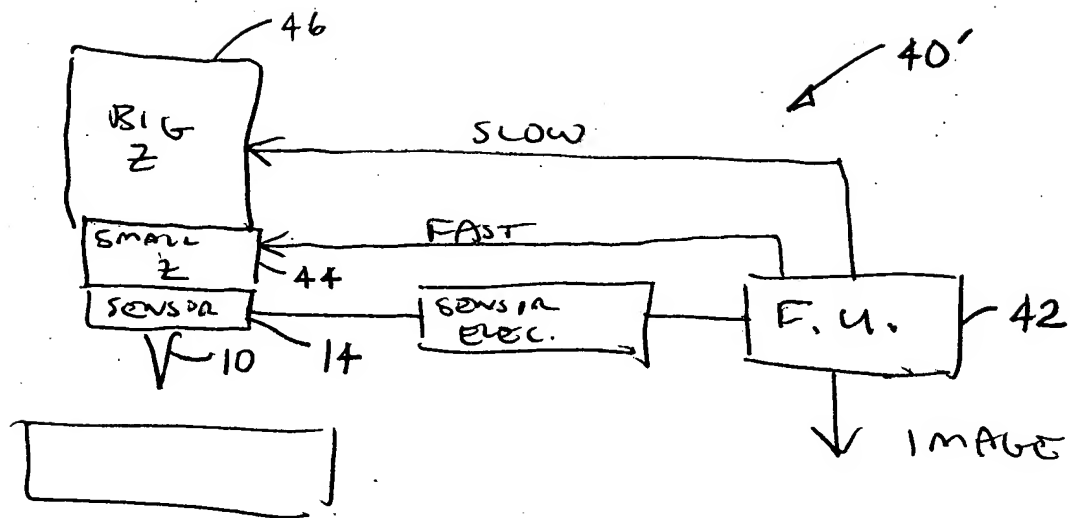 46
40'
BIG
Z
SLOW
SMALL
Z
FAST
44
SENSOR
SENSOR
ELEC.
F.U.
42
10
14
IMAGE